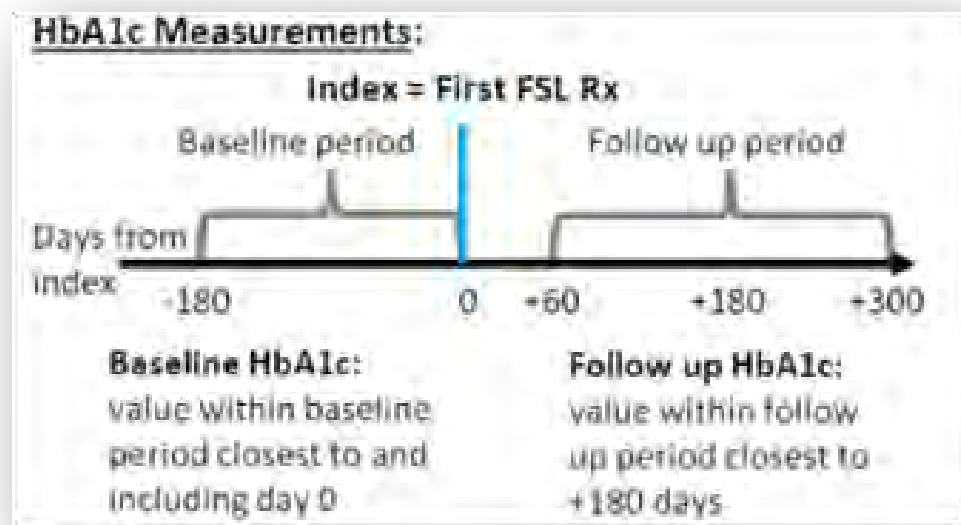 HbA1c Measurements:
Index = First FSL Rx
Baseline period
Follow up period
Days from
index
-180
0
+60
+180
+300
Baseline HbA1c:
value within baseline
period closest to and
including day 0
Follow up HbA1c:
value within follow
up period closest to
+180 days